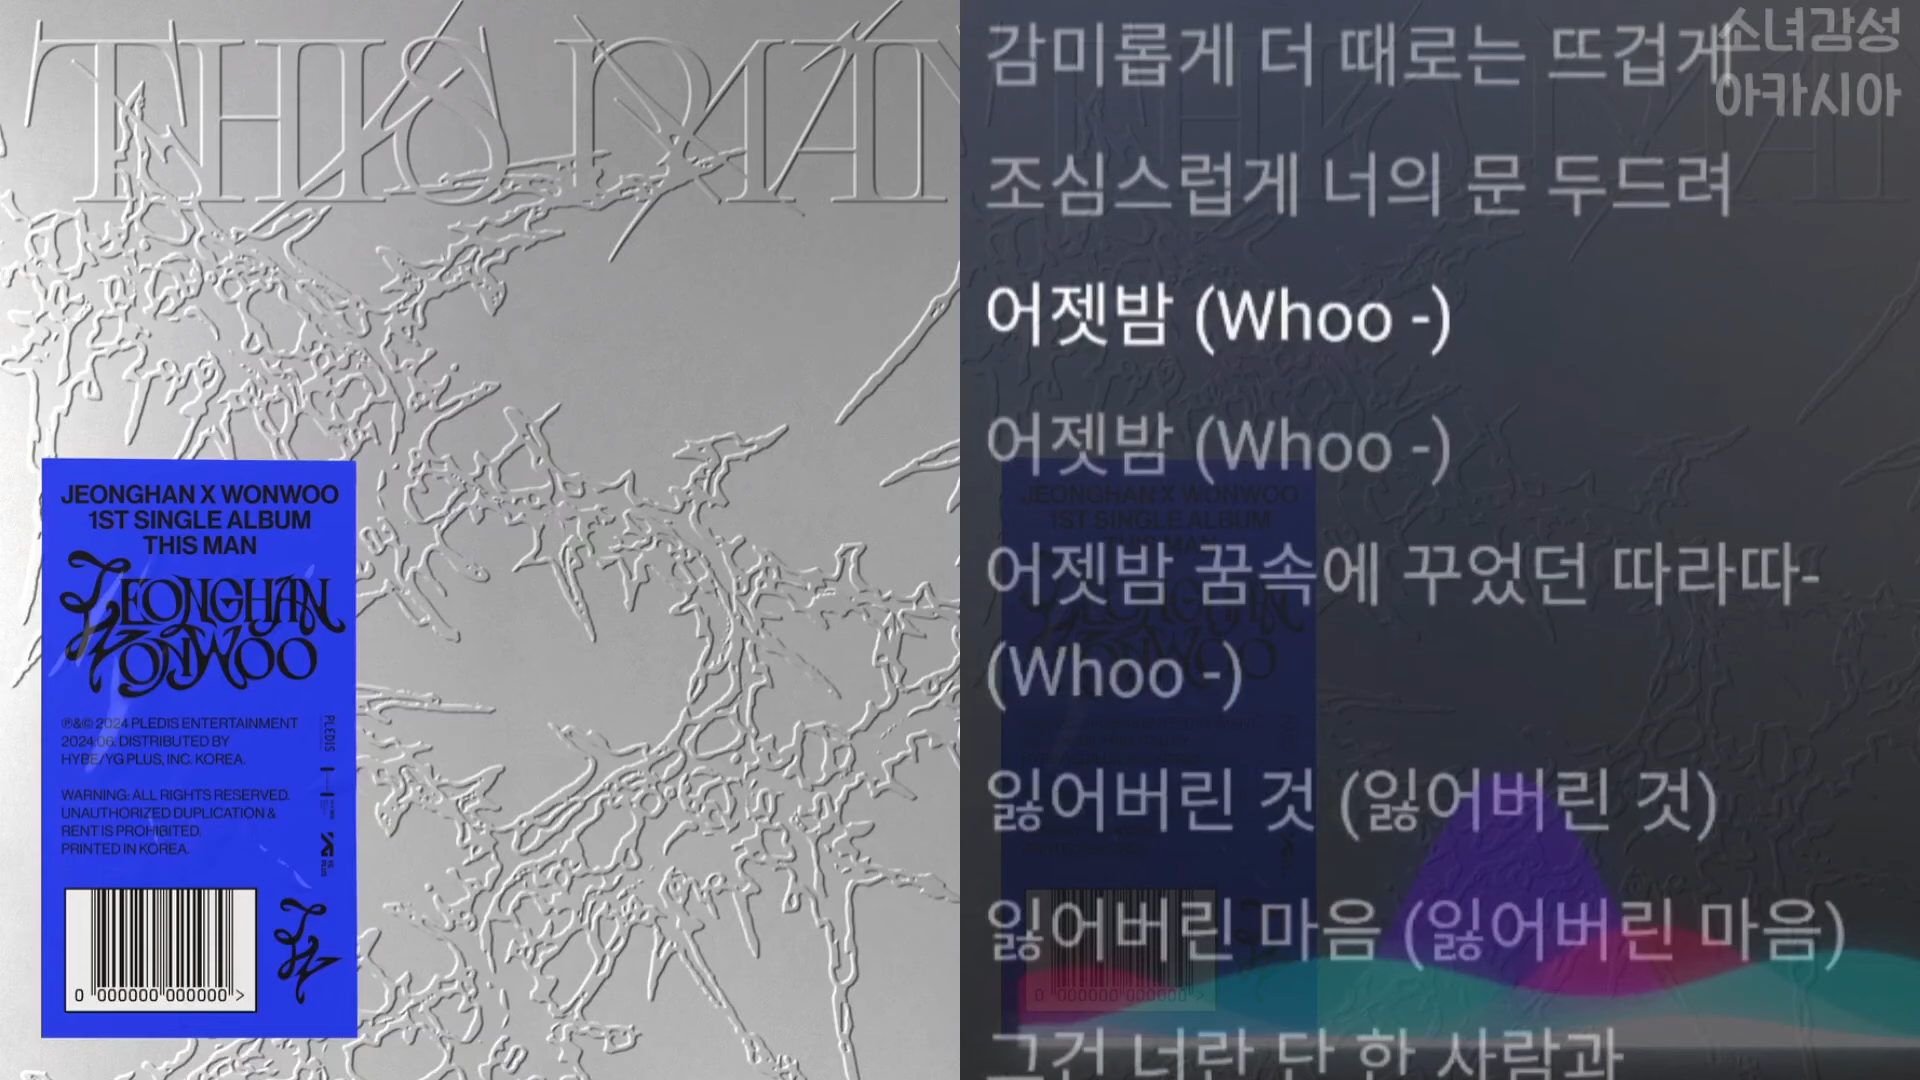 THIS MAN
JEONGHAN X WONWOO
1ST SINGLE ALBUM
THIS MAN
JEONGHAN
WONWOO
℗&© 2024 PLEDIS ENTERTAINMENT
2024.06. DISTRIBUTED BY
HYBE/YG PLUS, INC. KOREA.
WARNING: ALL RIGHTS RESERVED.
UNAUTHORIZED DUPLICATION &
RENT IS PROHIBITED.
PRINTED IN KOREA.
PLEDIS
0 000000 000000 >
소녀감성
아카시아
감미롭게 더 때로는 뜨겁게
조심스럽게 너의 문 두드려
어젯밤 (Whoo -)
어젯밤 (Whoo -)
어젯밤 꿈속에 꾸었던 따라따-
(Whoo -)
잃어버린 것 (잃어버린 것)
잃어버린 마음 (잃어버린 마음)
그건 너란 단 한 사람과